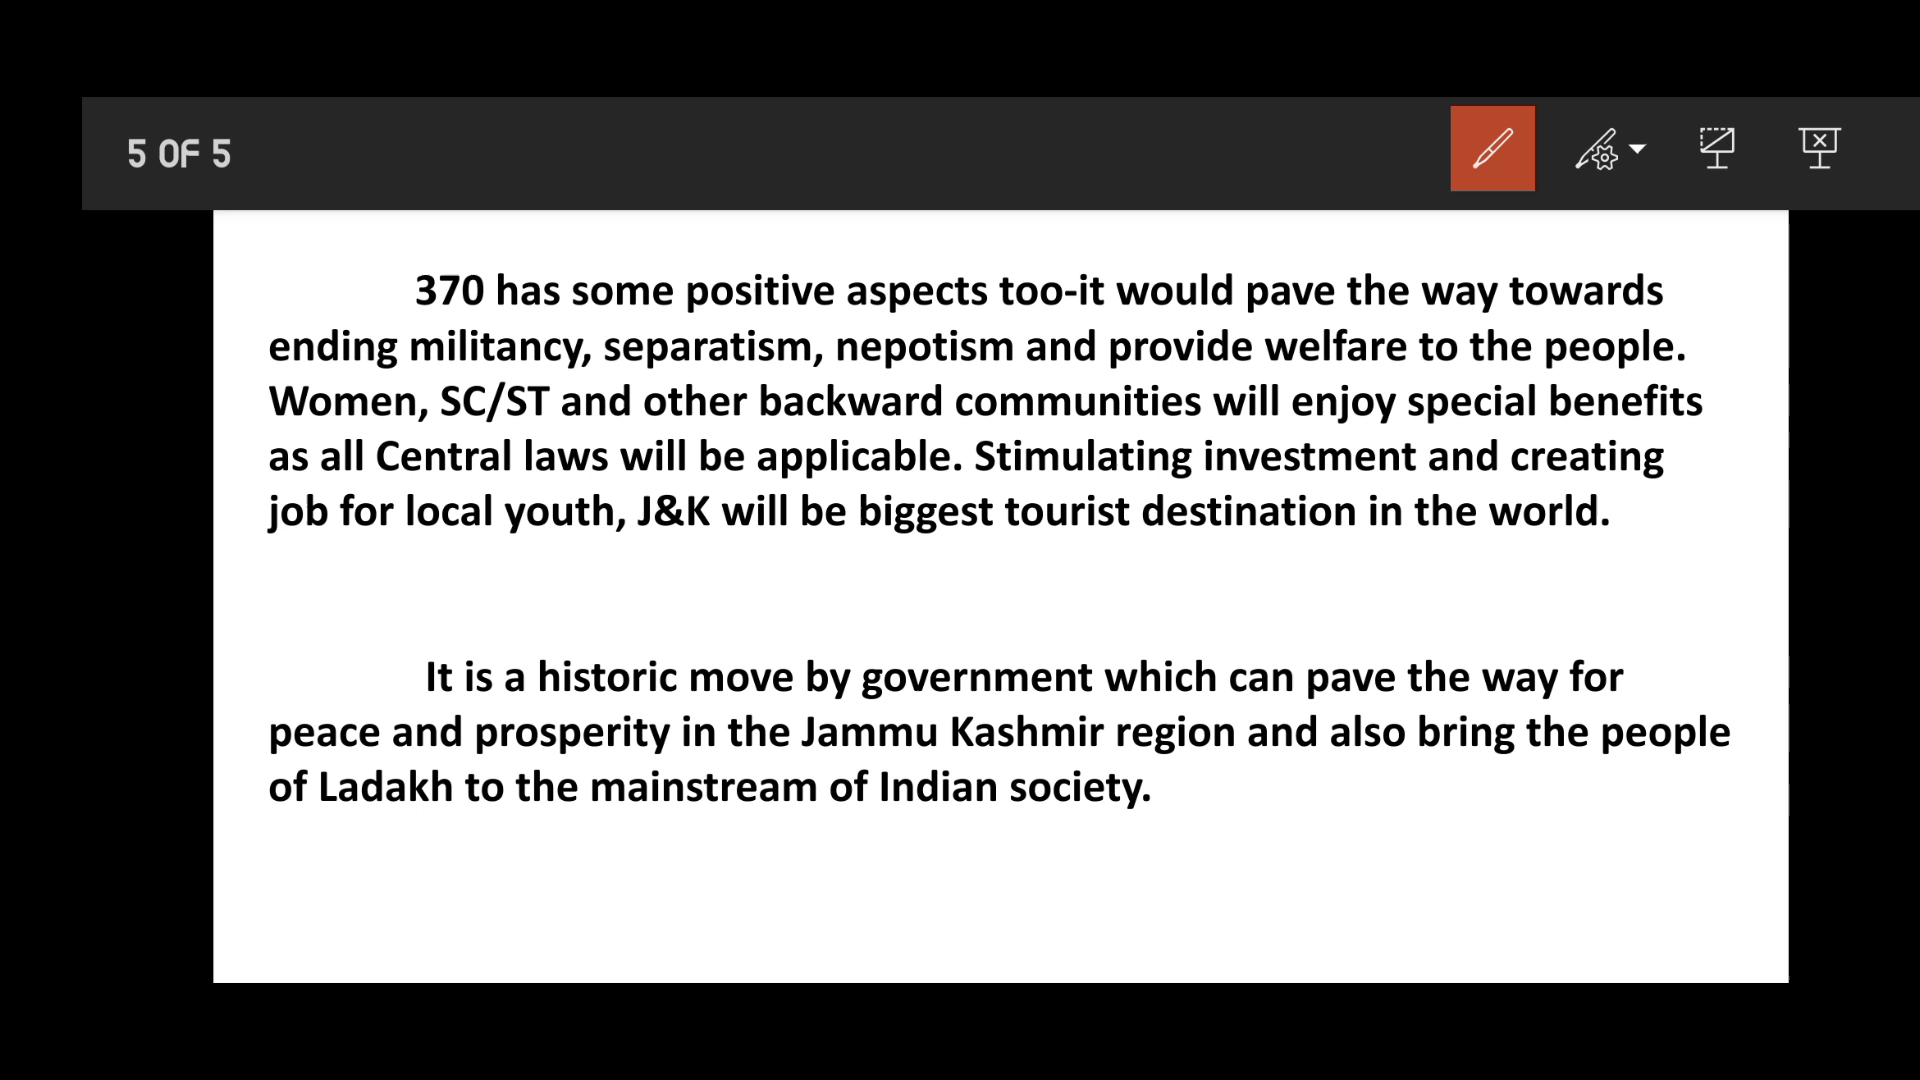 5 OF 5
370 has some positive aspects too-it would pave the way towards
ending militancy, separatism, nepotism and provide welfare to the people.
Women, SC/ST and other backward communities will enjoy special benefits
as all Central laws will be applicable. Stimulating investment and creating
job for local youth, J&K will be biggest tourist destination in the world.
It is a historic move by government which can pave the way for
peace and prosperity in the Jammu Kashmir region and also bring the people
of Ladakh to the mainstream of Indian society.